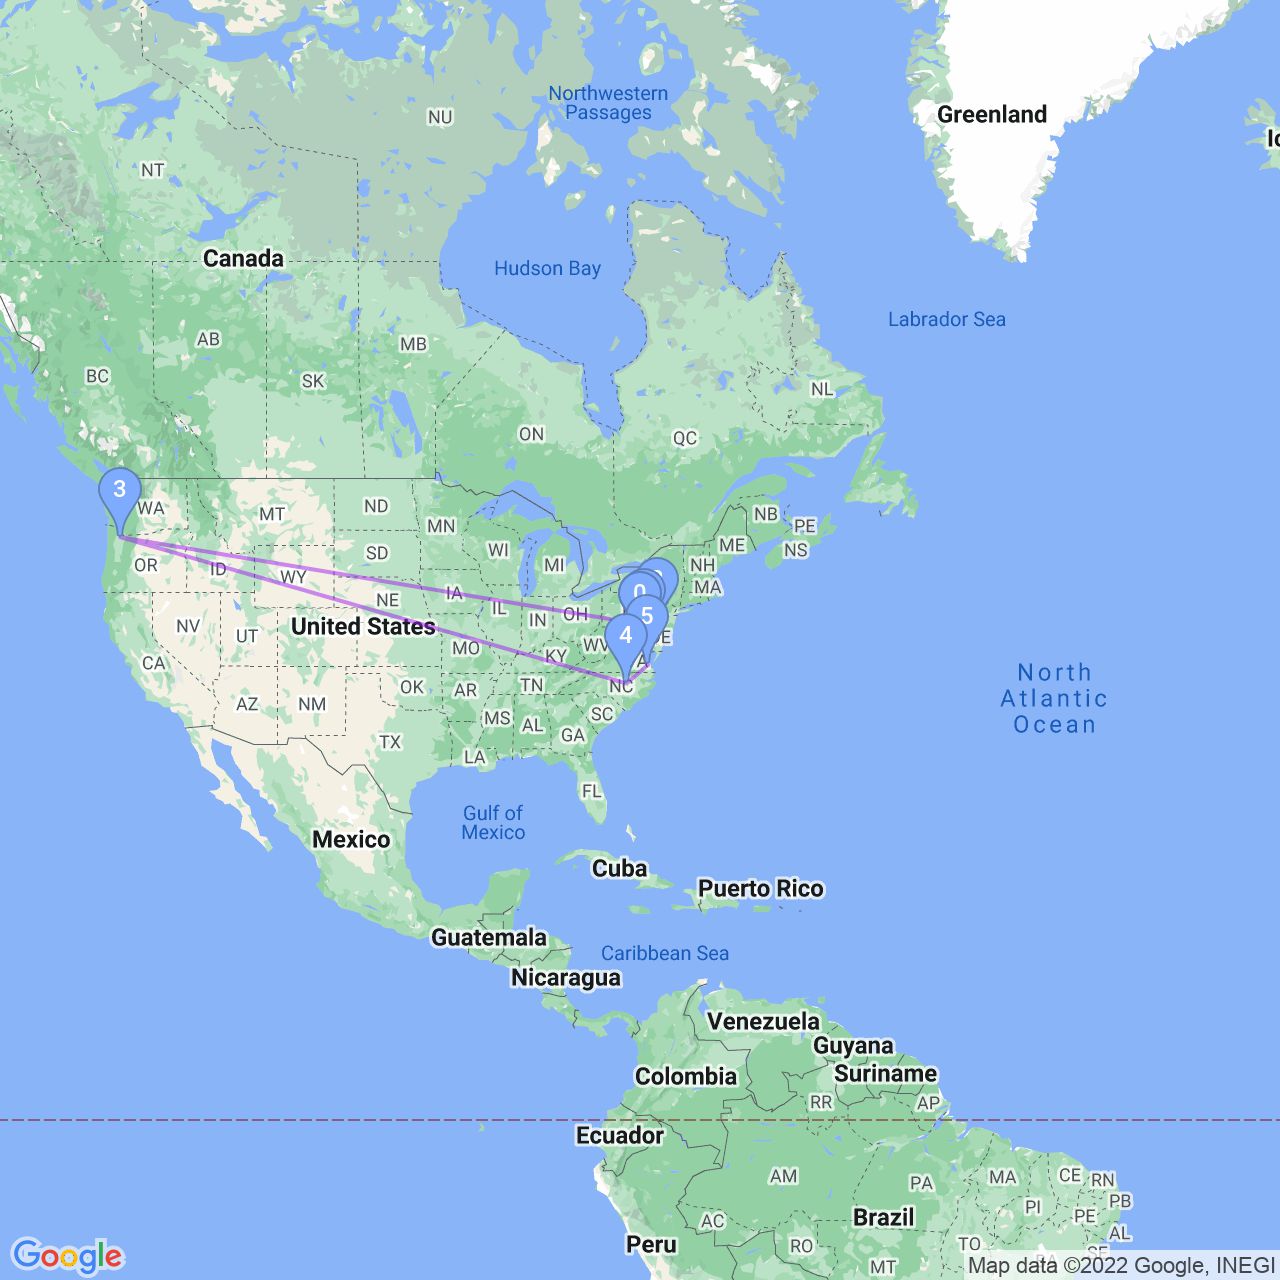 Northwestern
Passages
NU
Greenland
NT
Canada
Hudson Bay
Labrador Sea
AB
MB
BC
SK
NL
ON
QC
3
WA
MT
ND
MN
NB
PE
NS
ME
SD
WI
MI
NH
OR
ID
WY
MA
IA
NE
IL
IN
OH
0
5
4
NV
UT
United States
CA
MO
KY
WV
AZ
NM
OK
AR
TN
NC
MS
AL
SC
GA
TX
LA
FL
North
Atlantic
Ocean
Gulf of
Mexico
Mexico
Cuba
Puerto Rico
Guatemala
Caribbean Sea
Nicaragua
Venezuela
Guyana
Colombia
Suriname
RR
AP
Ecuador
AM
PA
MA
CE
RN
PB
PI
PE
AL
AC
Brazil
Peru
RO
TO
SE
MT
Google
Map data ©2022 Google, INEGI